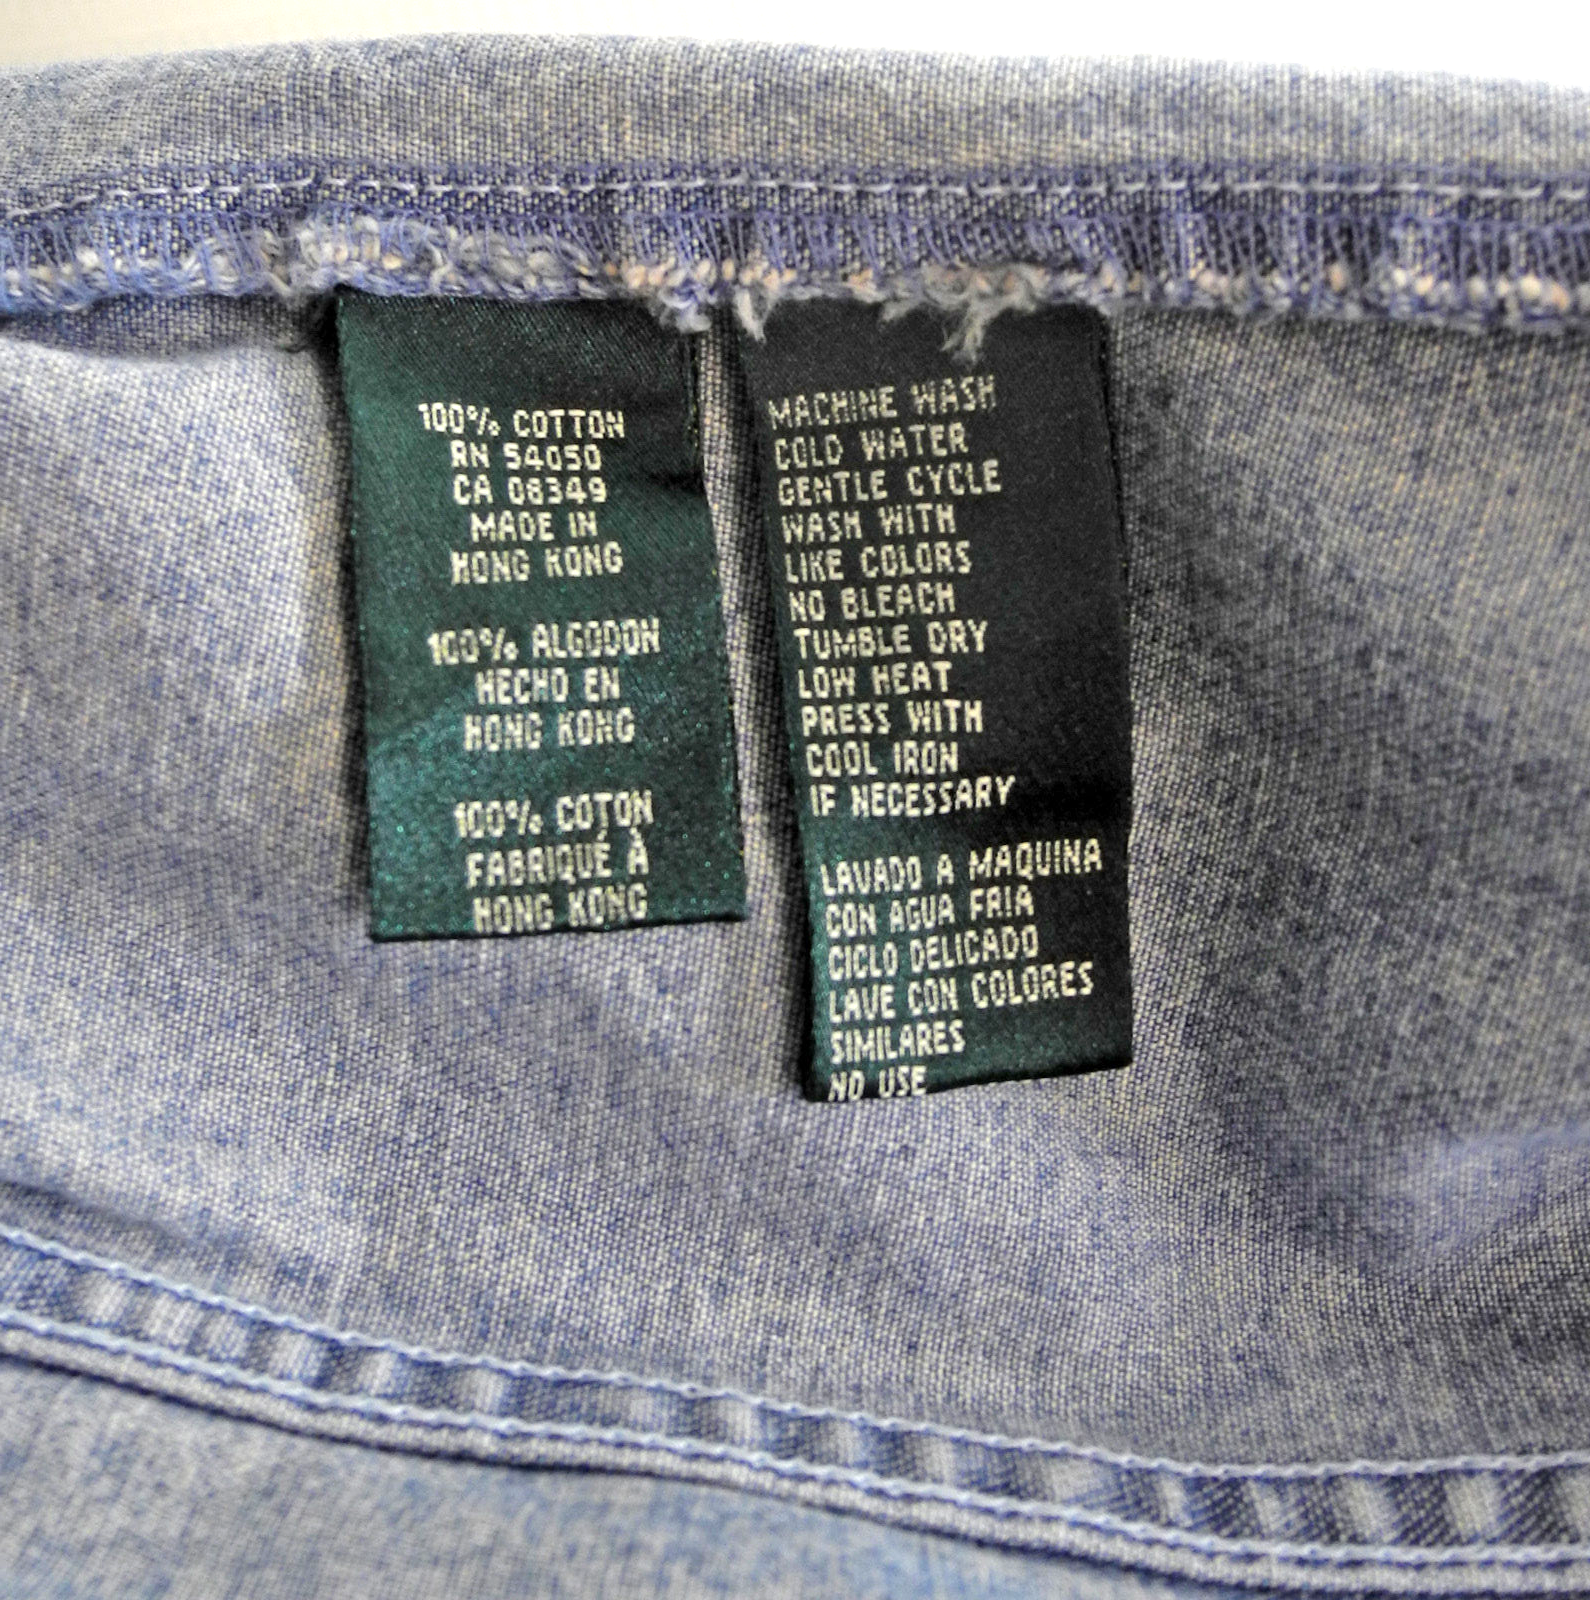 100% COTTON
RN 54050
CA 08349
MADE IN
HONG KONG
100% ALGODON
HECHO EN
HONG KONG
100% COTON
FABRIQUÉ À
HONG KONG
MACHINE WASH
COLD WATER
GENTLE CYCLE
WASH WITH
LIKE COLORS
NO BLEACH
TUMBLE DRY
LOW HEAT
PRESS WITH
COOL IRON
IF NECESSARY
LAVADO A MAQUINA
CON AGUA FRIA
CICLO DELICADO
LAVE CON COLORES
SIMILARES
NO USE